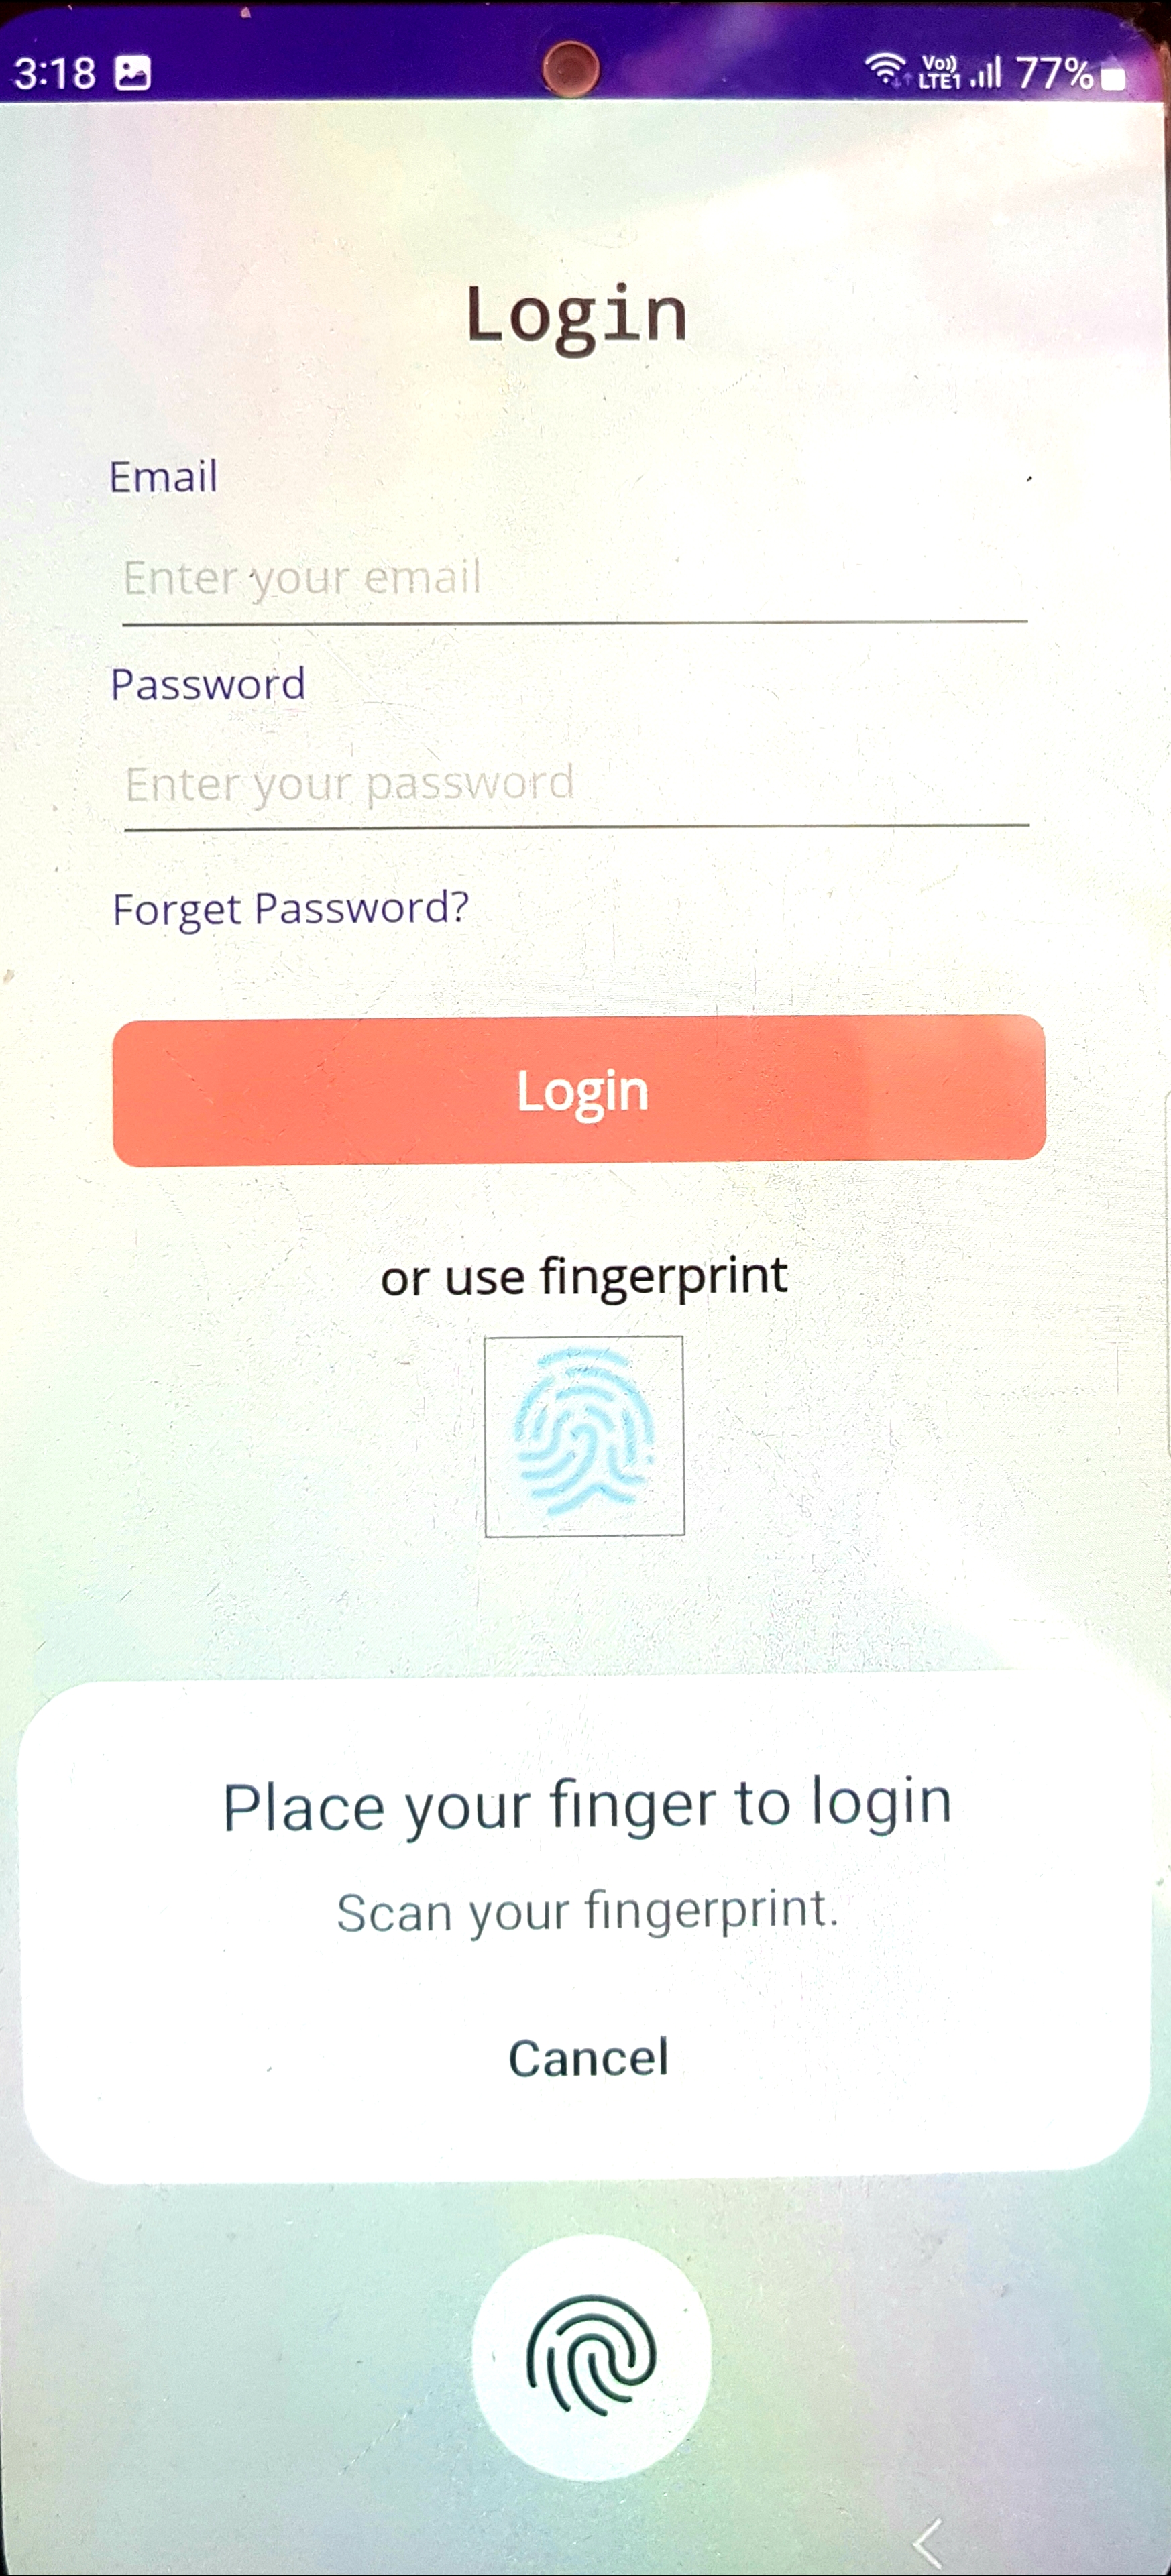 3:18 Vo)) LTE1 77%
Login
Email
Enter your email
Password
Enter your password
Forget Password?
Login
or use fingerprint
Place your finger to login
Scan your fingerprint.
Cancel